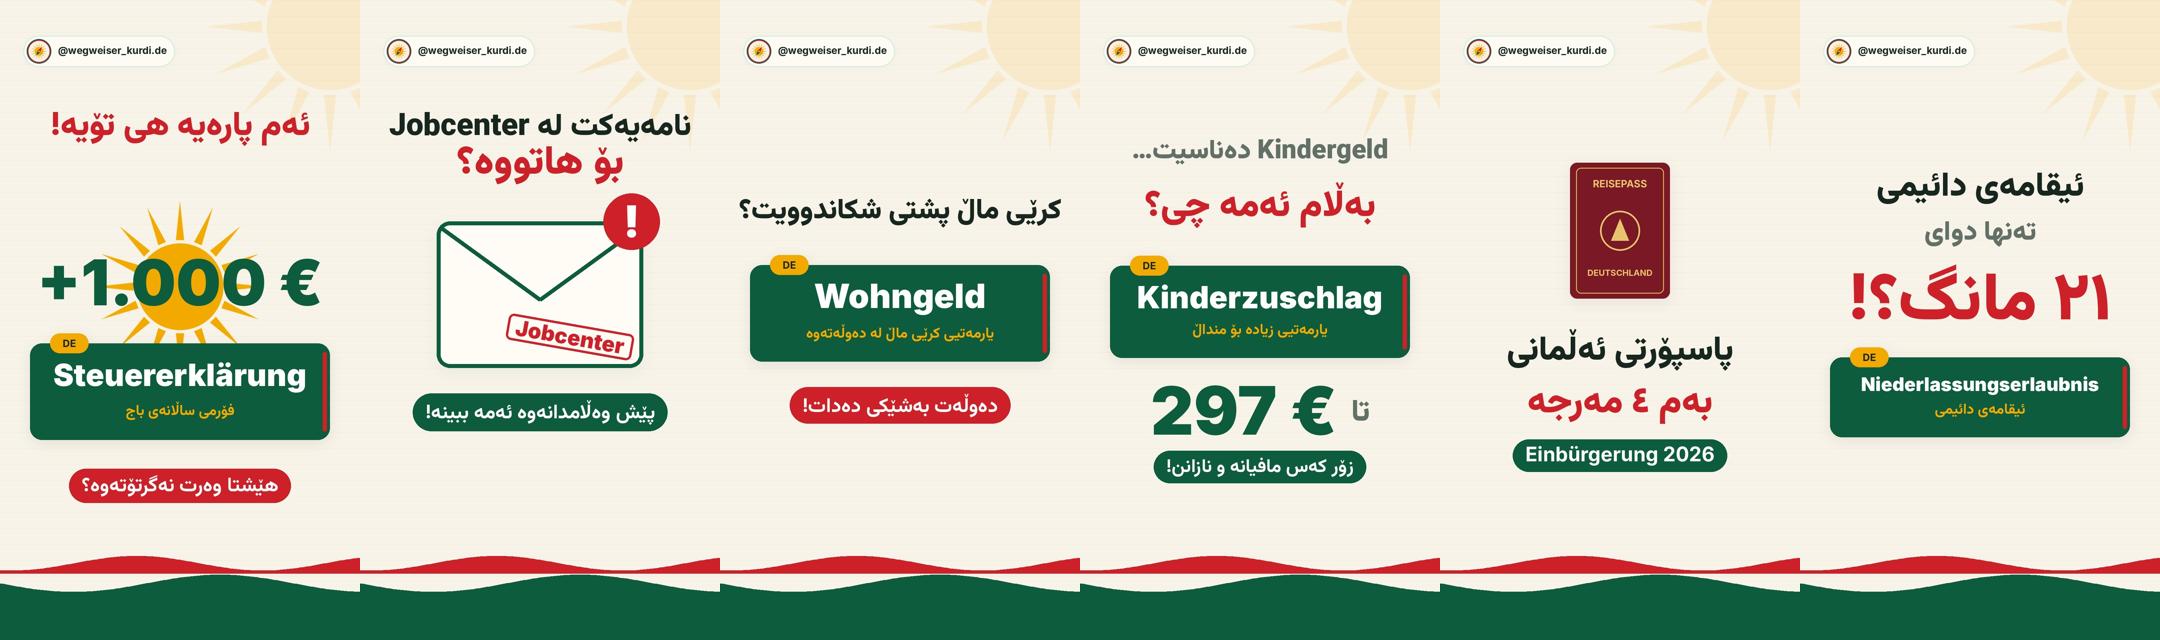 @wegweiser_kurdi.de
ئەم پارەیە هی تۆیە!
+1.000 €
DE
Steuererklärung
فۆرمی ساڵانەی باج
هێشتا وەرت نەگرتۆتەوە؟
@wegweiser_kurdi.de
نامەیەکت لە Jobcenter
بۆ هاتووە؟
!
Jobcenter
پێش وەڵامدانەوە ئەمە ببینە!
@wegweiser_kurdi.de
کرێی ماڵ پشتی شکاندوویت؟
DE
Wohngeld
یارمەتیی کرێی ماڵ لە دەوڵەتەوە
دەوڵەت بەشێکی دەدات!
@wegweiser_kurdi.de
Kindergeld دەناسیت...
بەڵام ئەمە چی؟
DE
Kinderzuschlag
یارمەتیی زیادە بۆ منداڵ
تا 297 €
زۆر کەس مافیانە و نازانن!
@wegweiser_kurdi.de
REISEPASS
DEUTSCHLAND
پاسپۆرتی ئەڵمانی
بەم ٤ مەرجە
Einbürgerung 2026
@wegweiser_kurdi.de
ئیقامەی دائیمی
تەنها دوای
٢١ مانگ؟!
DE
Niederlassungserlaubnis
ئیقامەی دائیمی